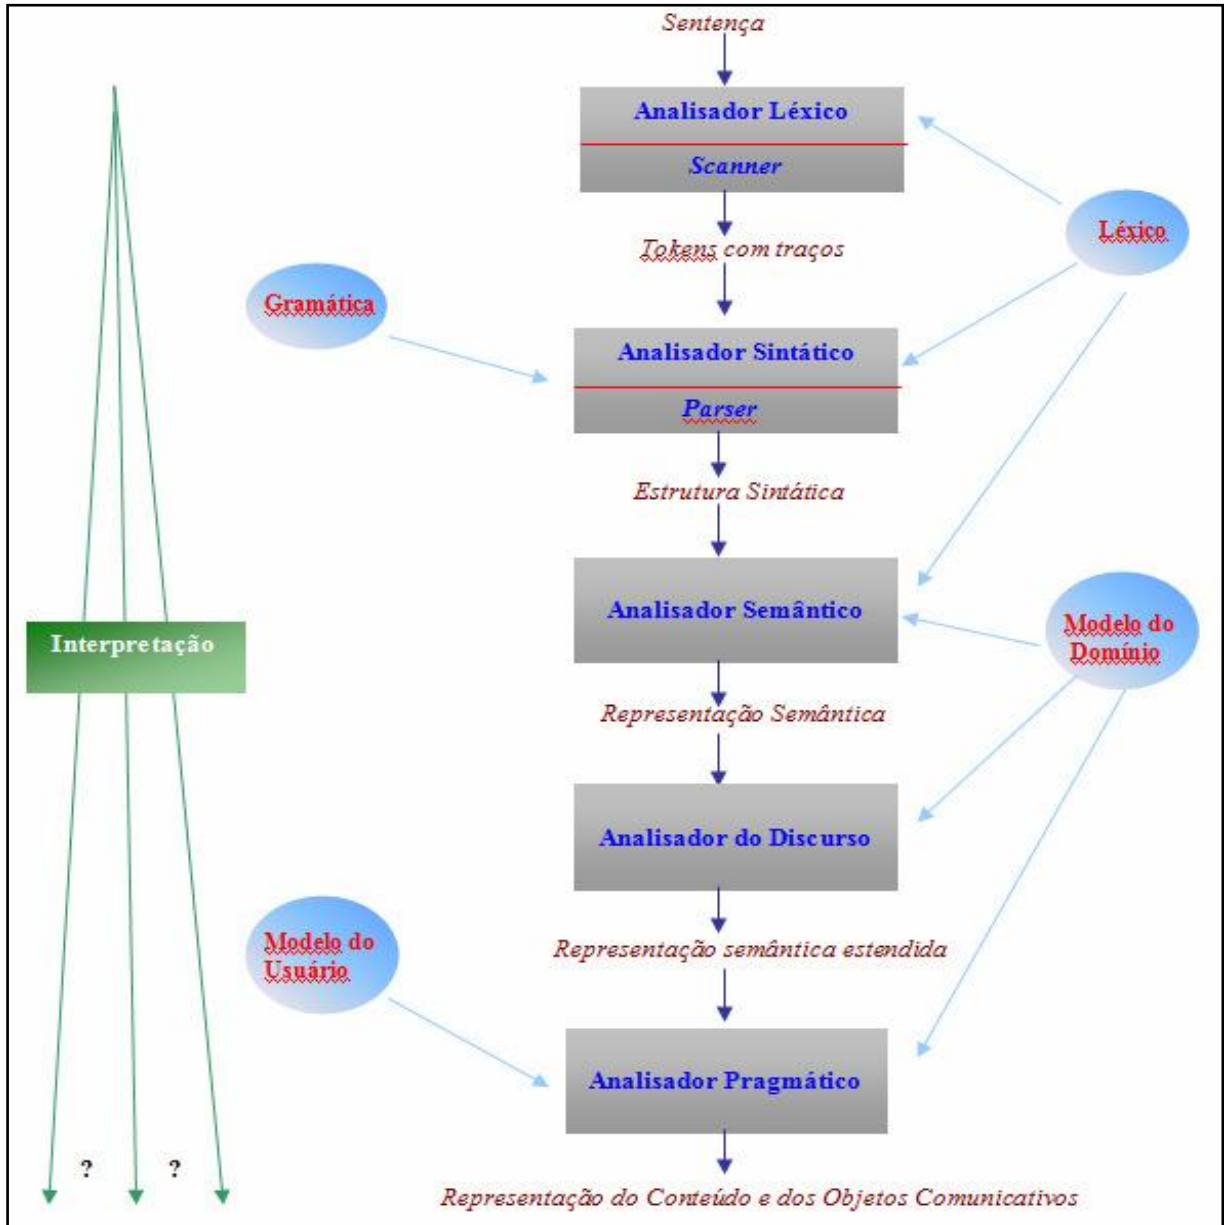 Sentença
Analisador Léxico
Scanner
Léxico
Tokens com traços
Gramática
Analisador Sintático
Parser
Estrutura Sintática
Analisador Semântico
Modelo do
Domínio
Interpretação
Representação Semântica
Analisador do Discurso
Modelo do
Usuário
Representação semântica estendida
Analisador Pragmático
? ?
Representação do Conteúdo e dos Objetos Comunicativos